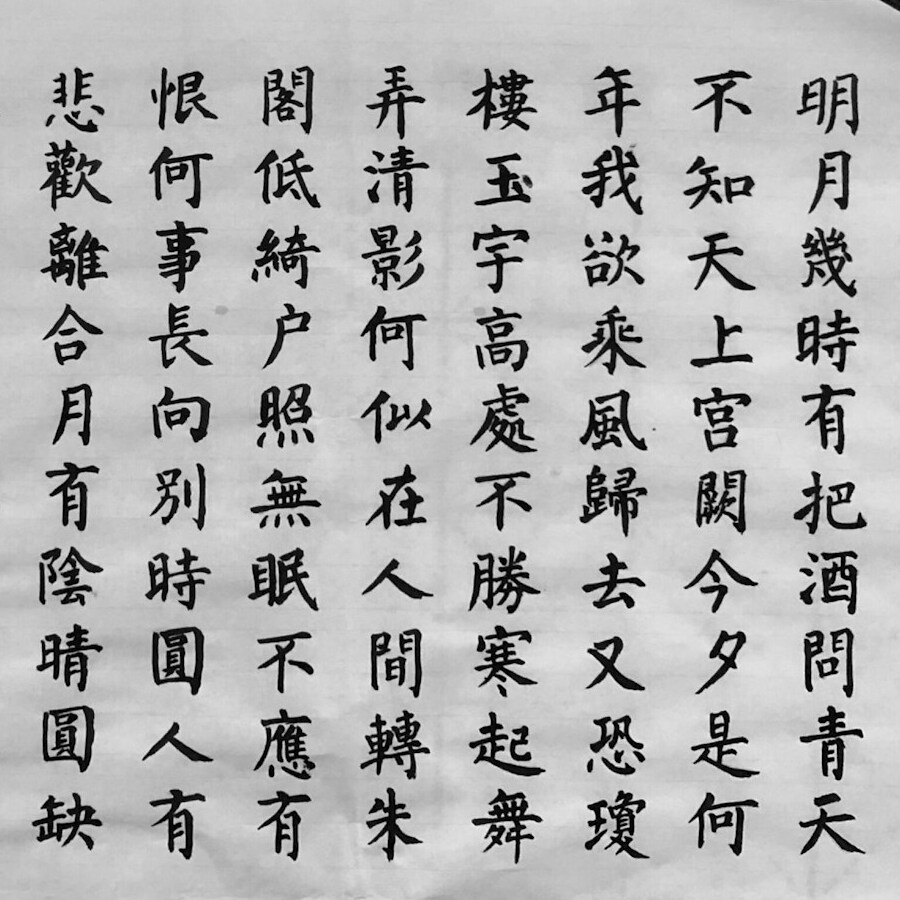 明月幾時有把酒問青天
不知天上宮闕今夕是何
年我欲乘風歸去又恐瓊
樓玉宇高處不勝寒起舞
弄清影何似在人間轉朱
閣低綺户照無眠不應有
恨何事長向別時圓人有
悲歡離合月有陰晴圓缺